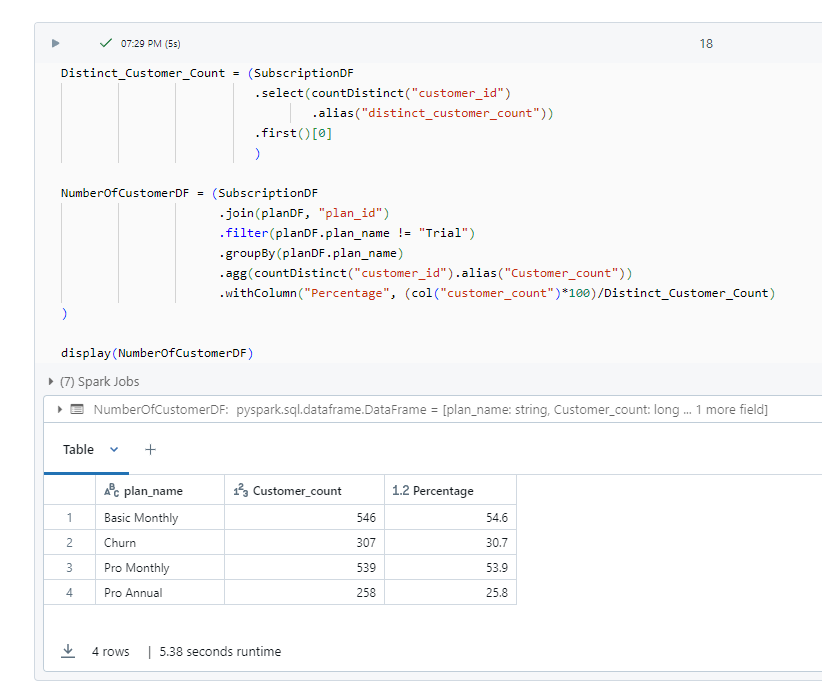 07:29 PM (5s) 18
Distinct_Customer_Count = (SubscriptionDF
.select(countDistinct("customer_id")
.alias("distinct_customer_count"))
.first()[0]
)
NumberOfCustomerDF = (SubscriptionDF
.join(planDF, "plan_id")
.filter(planDF.plan_name != "Trial")
.groupBy(planDF.plan_name)
.agg(countDistinct("customer_id").alias("Customer_count"))
.withColumn("Percentage", (col("customer_count")*100)/Distinct_Customer_Count)
)
display(NumberOfCustomerDF)
(7) Spark Jobs
NumberOfCustomerDF: pyspark.sql.dataframe.DataFrame = [plan_name: string, Customer_count: long ... 1 more field]
Table +
ABC plan_name 123 Customer_count 1.2 Percentage
1 Basic Monthly 546 54.6
2 Churn 307 30.7
3 Pro Monthly 539 53.9
4 Pro Annual 258 25.8
4 rows | 5.38 seconds runtime